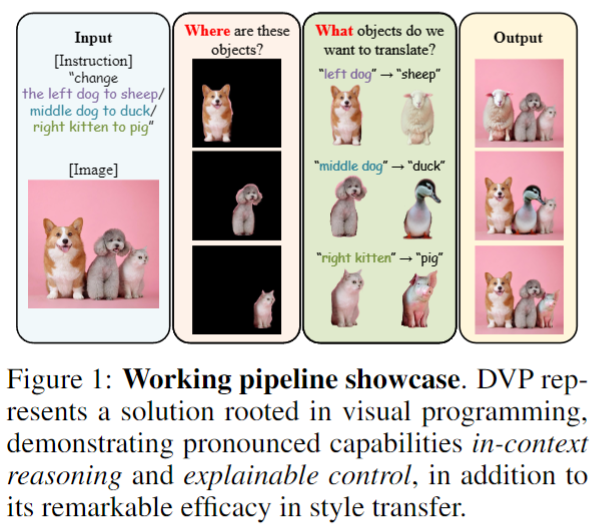 Input
[Instruction]
"change
the left dog to sheep/
middle dog to duck/
right kitten to pig"
[Image]
Where are these
objects?
What objects do we
want to translate?
"left dog" → "sheep"
"middle dog" → "duck"
"right kitten" → "pig"
Output
Figure 1: Working pipeline showcase. DVP rep-
resents a solution rooted in visual programming,
demonstrating pronounced capabilities in-context
reasoning and explainable control, in addition to
its remarkable efficacy in style transfer.